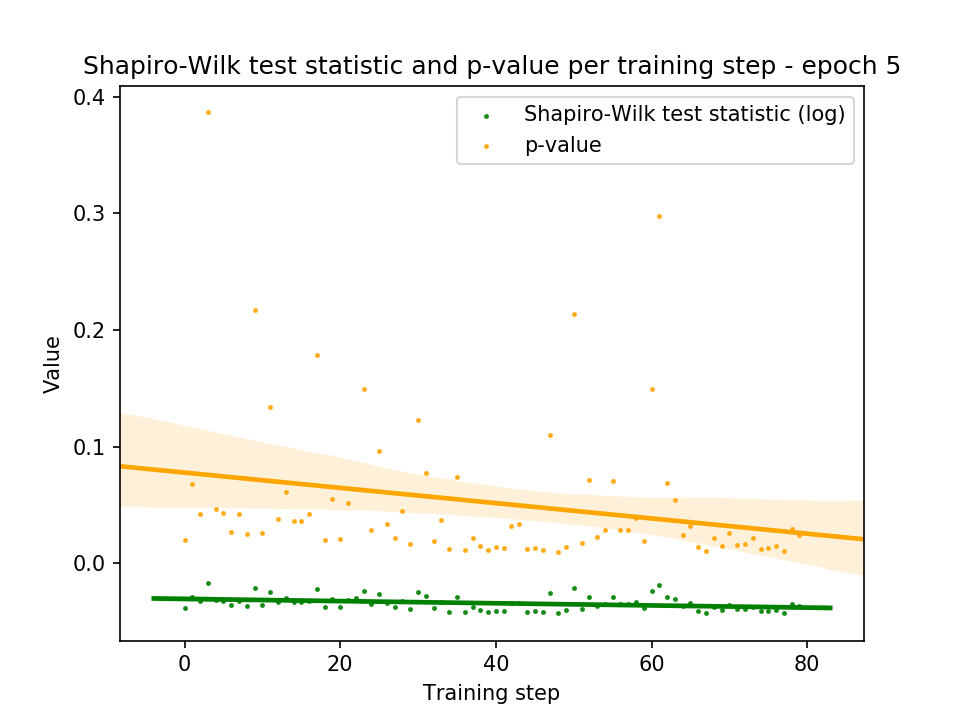 Shapiro-Wilk test statistic and p-value per training step - epoch 5
Shapiro-Wilk test statistic (log)
p-value
0.4
0.3
0.2
0.1
0.0
Value
0
20
40
60
80
Training step